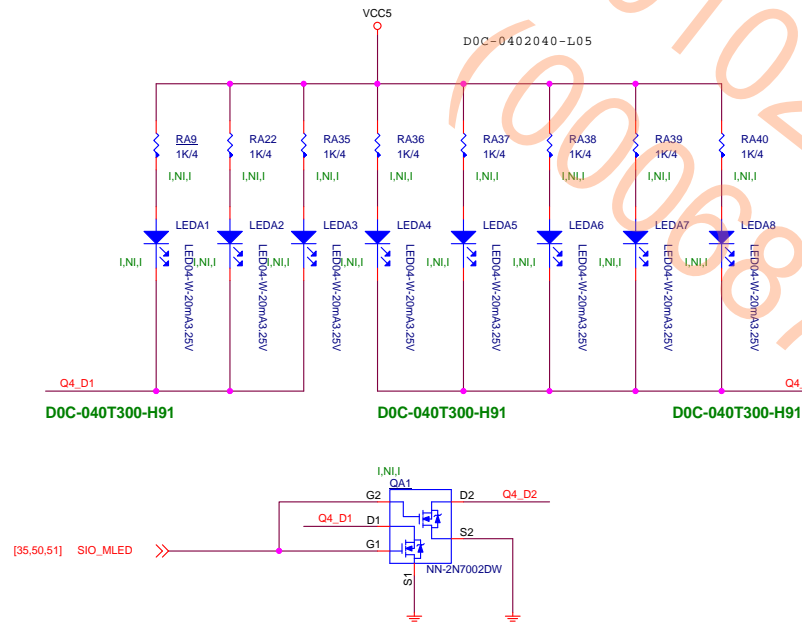 VCC5
D0C-0402040-L05
RA9 RA22 RA35 RA36 RA37 RA38 RA39 RA40
1K/4 1K/4 1K/4 1K/4 1K/4 1K/4 1K/4 1K/4
I,NI,I I,NI,I I,NI,I I,NI,I I,NI,I I,NI,I I,NI,I I,NI,I
LEDA1 LEDA2 LEDA3 LEDA4 LEDA5 LEDA6 LEDA7 LEDA8
I,NI,I I,NI,I I,NI,I I,NI,I I,NI,I I,NI,I I,NI,I I,NI,I
LED04-W-20mA3.25V LED04-W-20mA3.25V LED04-W-20mA3.25V LED04-W-20mA3.25V LED04-W-20mA3.25V LED04-W-20mA3.25V LED04-W-20mA3.25V LED04-W-20mA3.25V
Q4_D1 Q4_
D0C-040T300-H91 D0C-040T300-H91 D0C-040T300-H91
I,NI,I
QA1
G2 D2 Q4_D2
Q4_D1 D1
S2
[35,50,51] SIO_MLED G1
NN-2N7002DW
S1